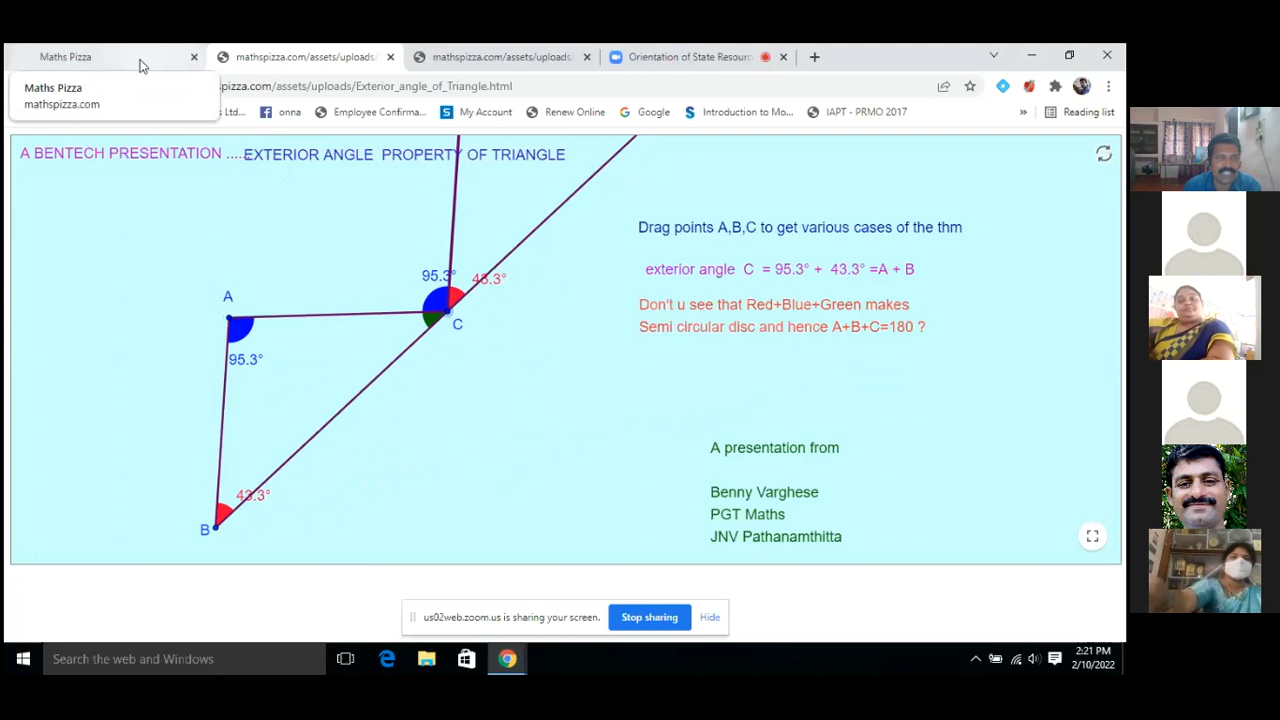 Maths Pizza
mathspizza.com/assets/uploads/
mathspizza.com/assets/uploads/
Orientation of State Resour
Maths Pizza
mathspizza.com
pizza.com/assets/uploads/Exterior_angle_of_Triangle.html
Ltd...
onna
Employee Confirma...
My Account
Renew Online
Google
Introduction to Mo...
IAPT - PRMO 2017
»
Reading list
A BENTECH PRESENTATION .....
EXTERIOR ANGLE PROPERTY OF TRIANGLE
Drag points A,B,C to get various cases of the thm
exterior angle C = 95.3° + 43.3° =A + B
Don't u see that Red+Blue+Green makes
Semi circular disc and hence A+B+C=180 ?
95.3°
43.3°
A
C
95.3°
43.3°
B
A presentation from
Benny Varghese
PGT Maths
JNV Pathanamthitta
us02web.zoom.us is sharing your screen.
Stop sharing
Hide
Search the web and Windows
2:21 PM
2/10/2022